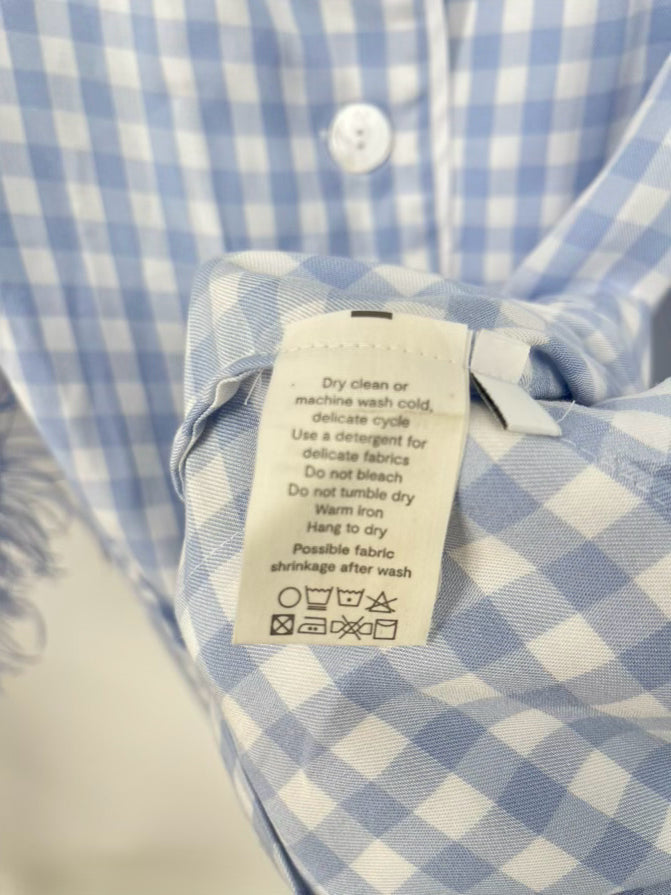 Dry clean or
machine wash cold,
delicate cycle
Use a detergent for
delicate fabrics
Do not bleach
Do not tumble dry
Warm iron
Hang to dry
Possible fabric
shrinkage after wash